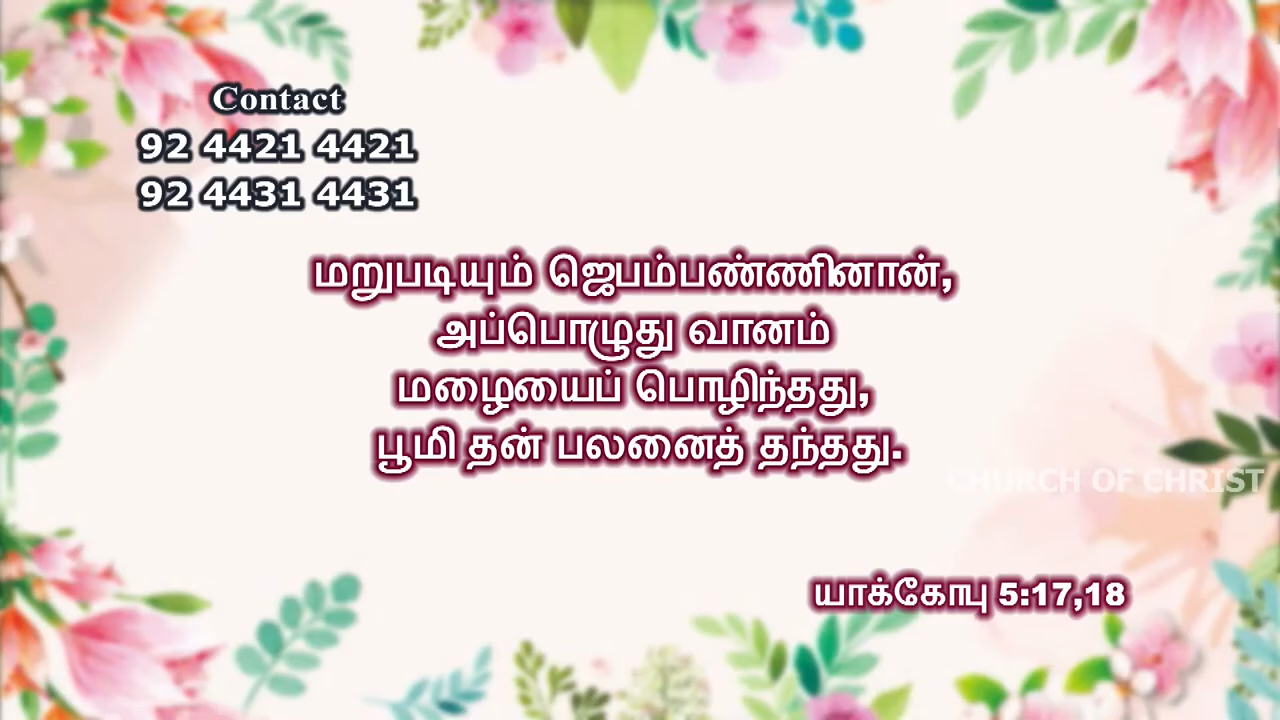 Contact
92 4421 4421
92 4431 4431
மறுபடியும் ஜெபம்பண்ணினான்,
அப்பொழுது வானம்
மழையைப் பொழிந்தது,
பூமி தன் பலனைத் தந்தது.
CHURCH OF CHRIST
யாக்கோபு 5:17,18